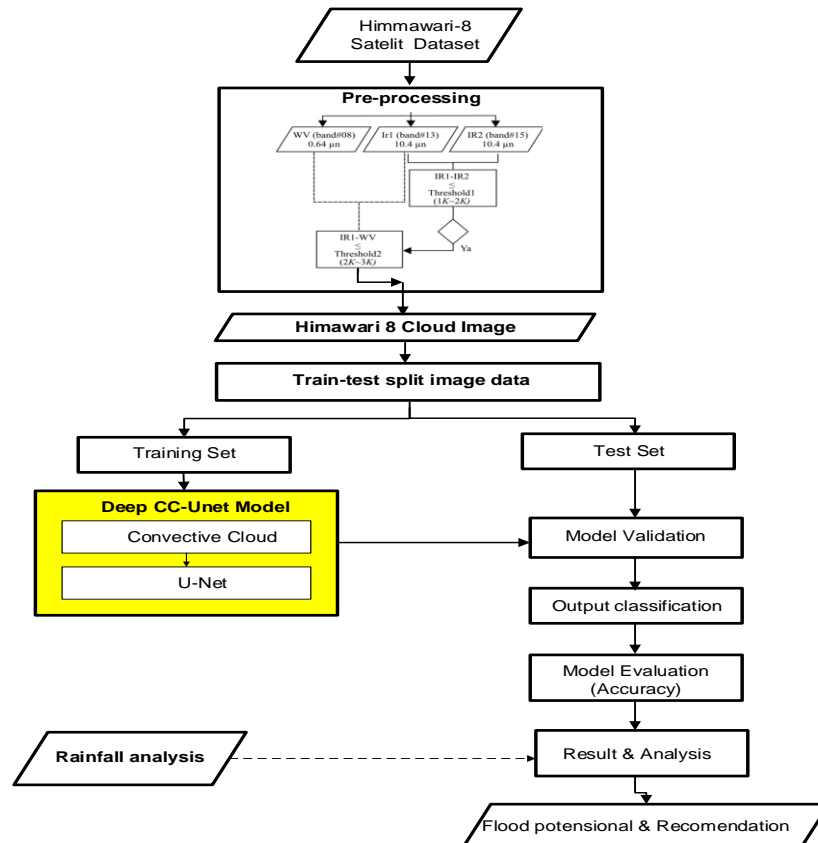 Himmawari-8
Satelit Dataset
Pre-processing
WV (band#08)
0.64 µn
Ir1 (band#13)
10.4 µn
IR2 (band#15)
10.4 µn
IR1-IR2
≤
Threshold1
(1K~2K)
Ya
IR1-WV
≤
Threshold2
(2K~3K)
Himawari 8 Cloud Image
Train-test split image data
Training Set
Test Set
Deep CC-Unet Model
Convective Cloud
U-Net
Model Validation
Output classification
Model Evaluation
(Accuracy)
Rainfall analysis
Result & Analysis
Flood potensional & Recomendation